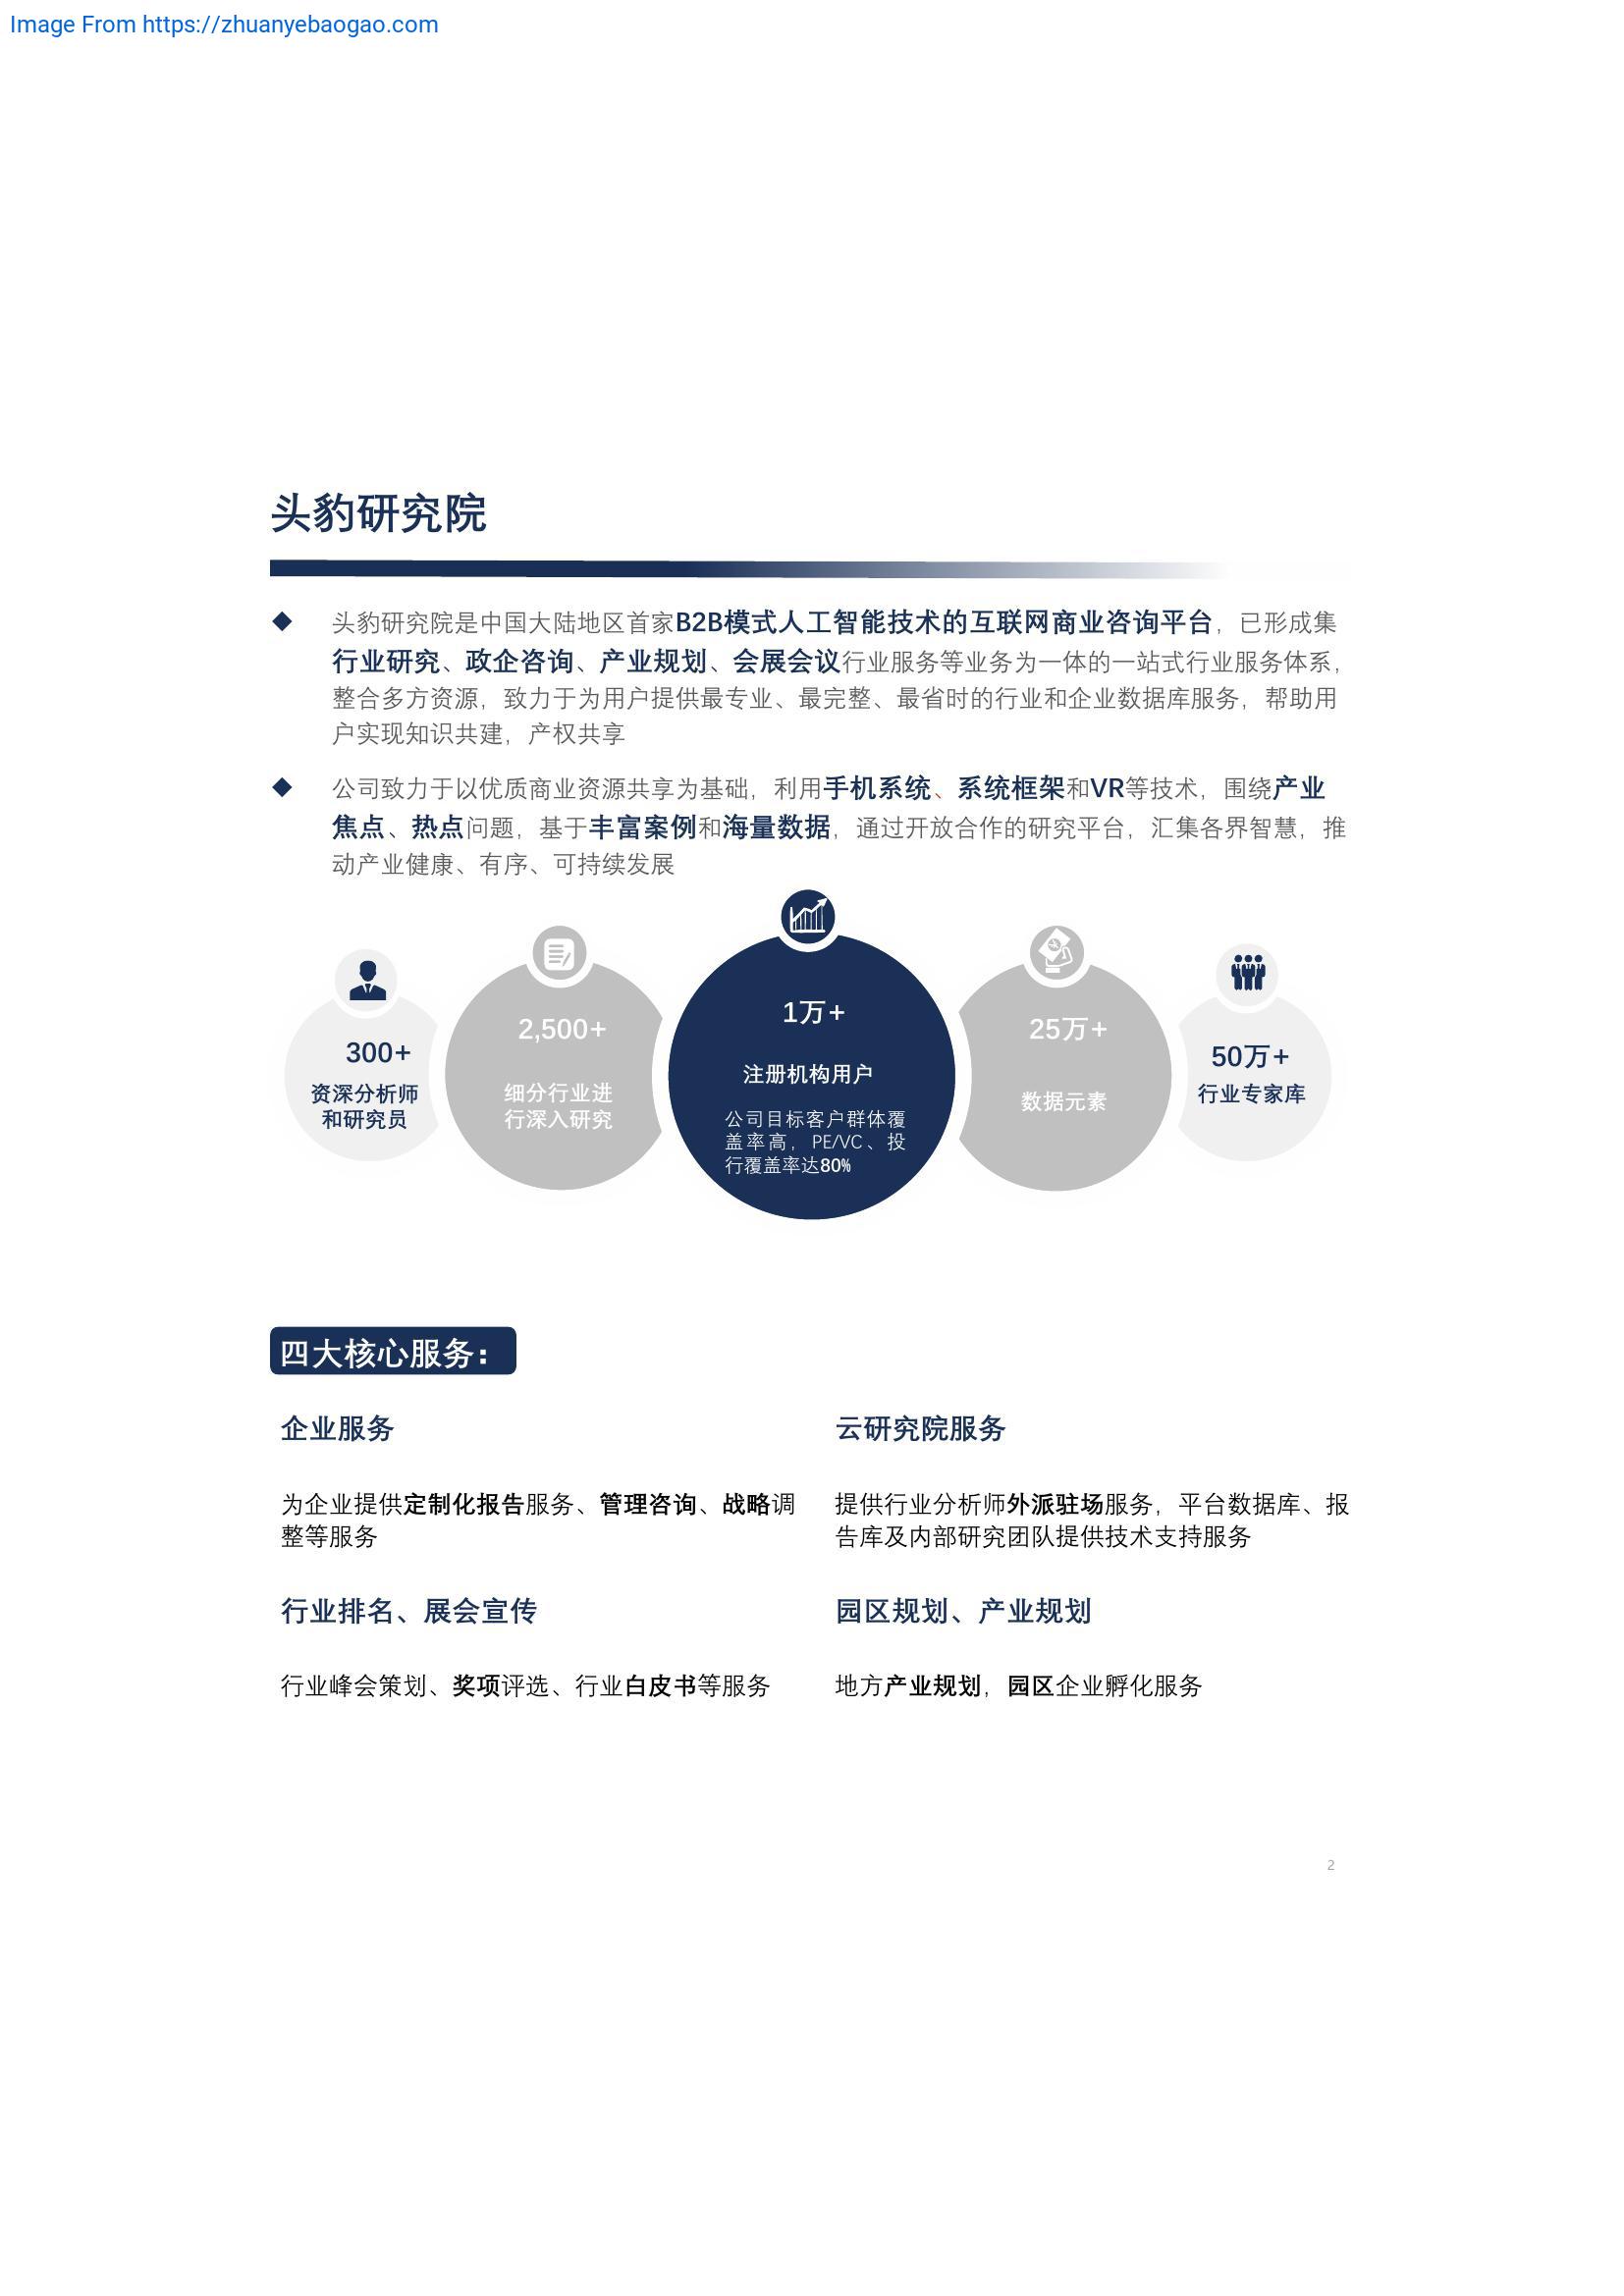 Image From https://zhuanyebaogao.com
头豹研究院
头豹研究院是中国大陆地区首家B2B模式人工智能技术的互联网商业咨询平台，已形成集
行业研究、政企咨询、产业规划、会展会议行业服务等业务为一体的一站式行业服务体系，
整合多方资源，致力于为用户提供最专业、最完整、最省时的行业和企业数据库服务，帮助用
户实现知识共建，产权共享
公司致力于以优质商业资源共享为基础，利用手机系统、系统框架和VR等技术，围绕产业
焦点、热点问题，基于丰富案例和海量数据，通过开放合作的研究平台，汇集各界智慧，推
动产业健康、有序、可持续发展
300+
资深分析师
和研究员
2,500+
细分行业进
行深入研究
1万+
注册机构用户
公司目标客户群体覆
盖率高，PE/VC、投
行覆盖率达80%
25万+
数据元素
50万+
行业专家库
四大核心服务：
企业服务
为企业提供定制化报告服务、管理咨询、战略调
整等服务
云研究院服务
提供行业分析师外派驻场服务，平台数据库、报
告库及内部研究团队提供技术支持服务
行业排名、展会宣传
行业峰会策划、奖项评选、行业白皮书等服务
园区规划、产业规划
地方产业规划，园区企业孵化服务
2